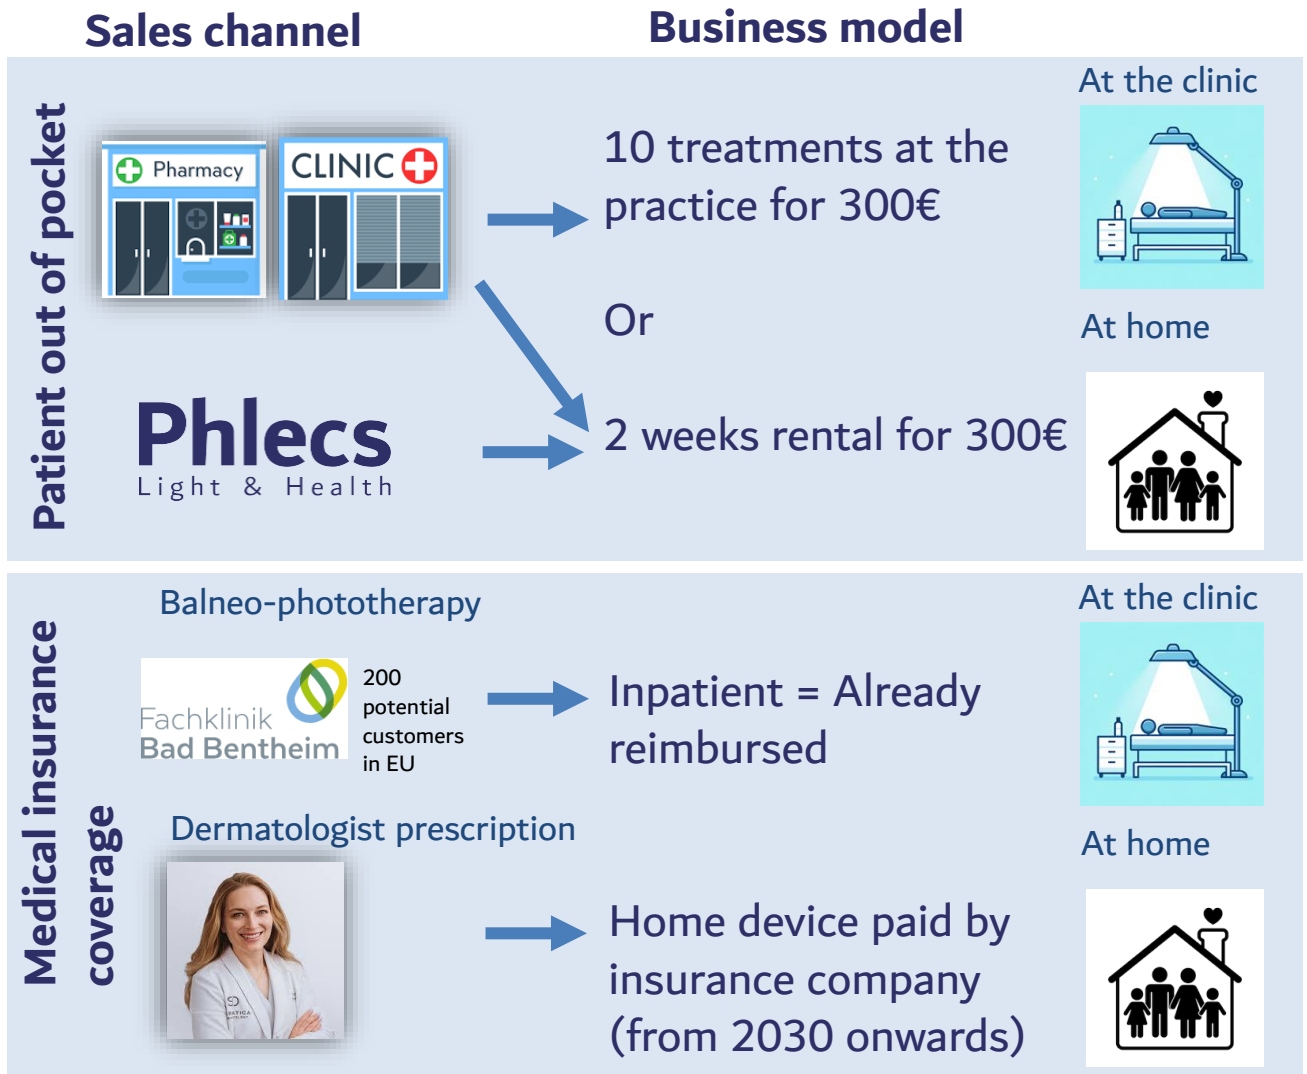 Sales channel
Business model
Patient out of pocket
Pharmacy
CLINIC
10 treatments at the
practice for 300€
At the clinic
Or
At home
Phlecs
Light & Health
2 weeks rental for 300€
Medical insurance
coverage
Balneo-phototherapy
Fachklinik
Bad Bentheim
200
potential
customers
in EU
Inpatient = Already
reimbursed
At the clinic
Dermatologist prescription
Home device paid by
insurance company
(from 2030 onwards)
At home